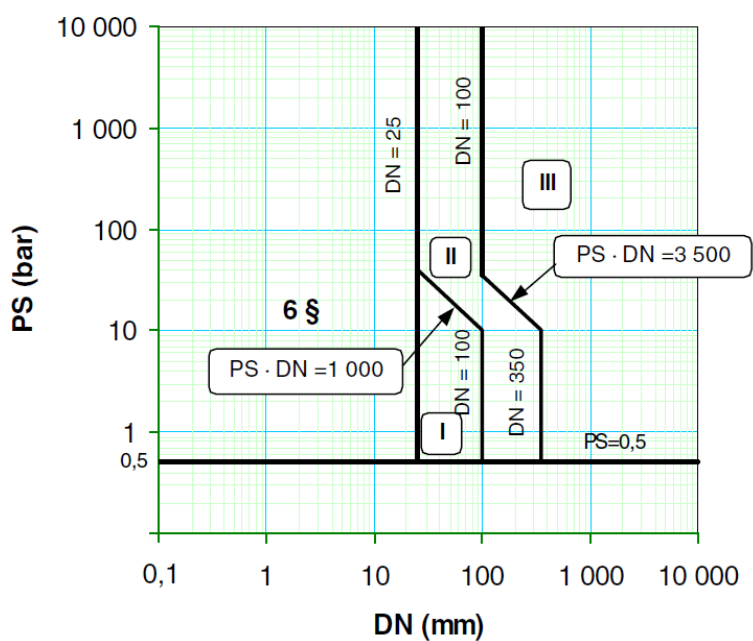 10 000
1 000
100
10
1
0,5
PS (bar)
DN = 25
DN = 100
III
II
PS · DN =3 500
6 §
PS · DN =1 000
DN = 100
DN = 350
I
PS=0,5
0,1
1
10
100
1 000
10 000
DN (mm)